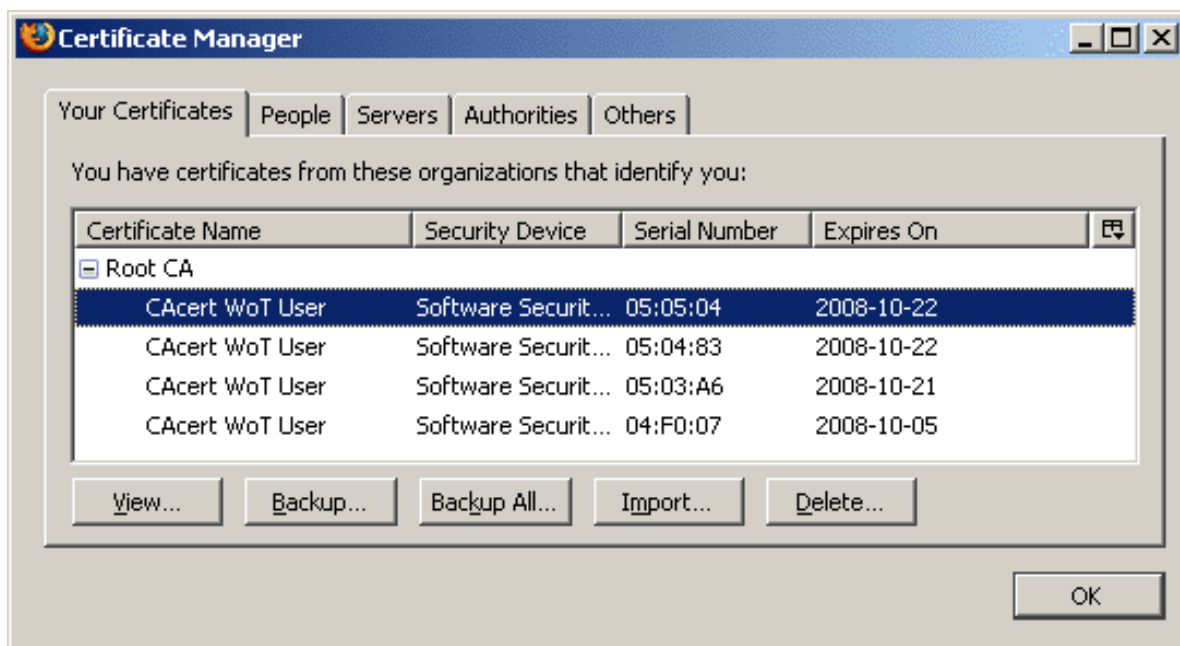 Certificate Manager
Your Certificates People Servers Authorities Others
You have certificates from these organizations that identify you:
Certificate Name Security Device Serial Number Expires On
Root CA
CAcert WoT User Software Securit... 05:05:04 2008-10-22
CAcert WoT User Software Securit... 05:04:83 2008-10-22
CAcert WoT User Software Securit... 05:03:A6 2008-10-21
CAcert WoT User Software Securit... 04:F0:07 2008-10-05
View... Backup... Backup All... Import... Delete...
OK